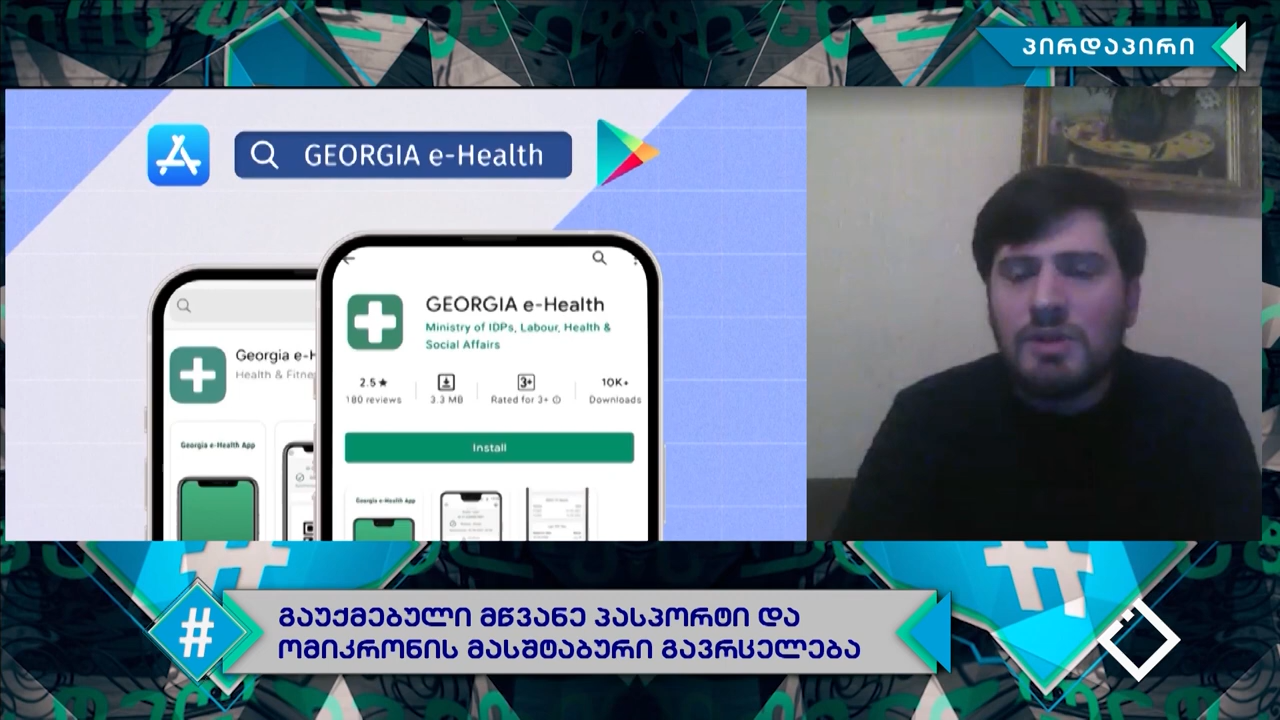 პირდაპირი
GEORGIA e-Health
GEORGIA e-Health
Ministry of IDPs, Labour, Health &
Social Affairs
2.5★
180 reviews
3.3 MB
3+
Rated for 3+
10K+
Downloads
Install
Georgia e-Health App
Georgia e-H
Health & Fitne
Georgia e-Health App
#
გაუქმებული მწვანე პასპორტი და
ომიკრონის მასშტაბური გავრცელება